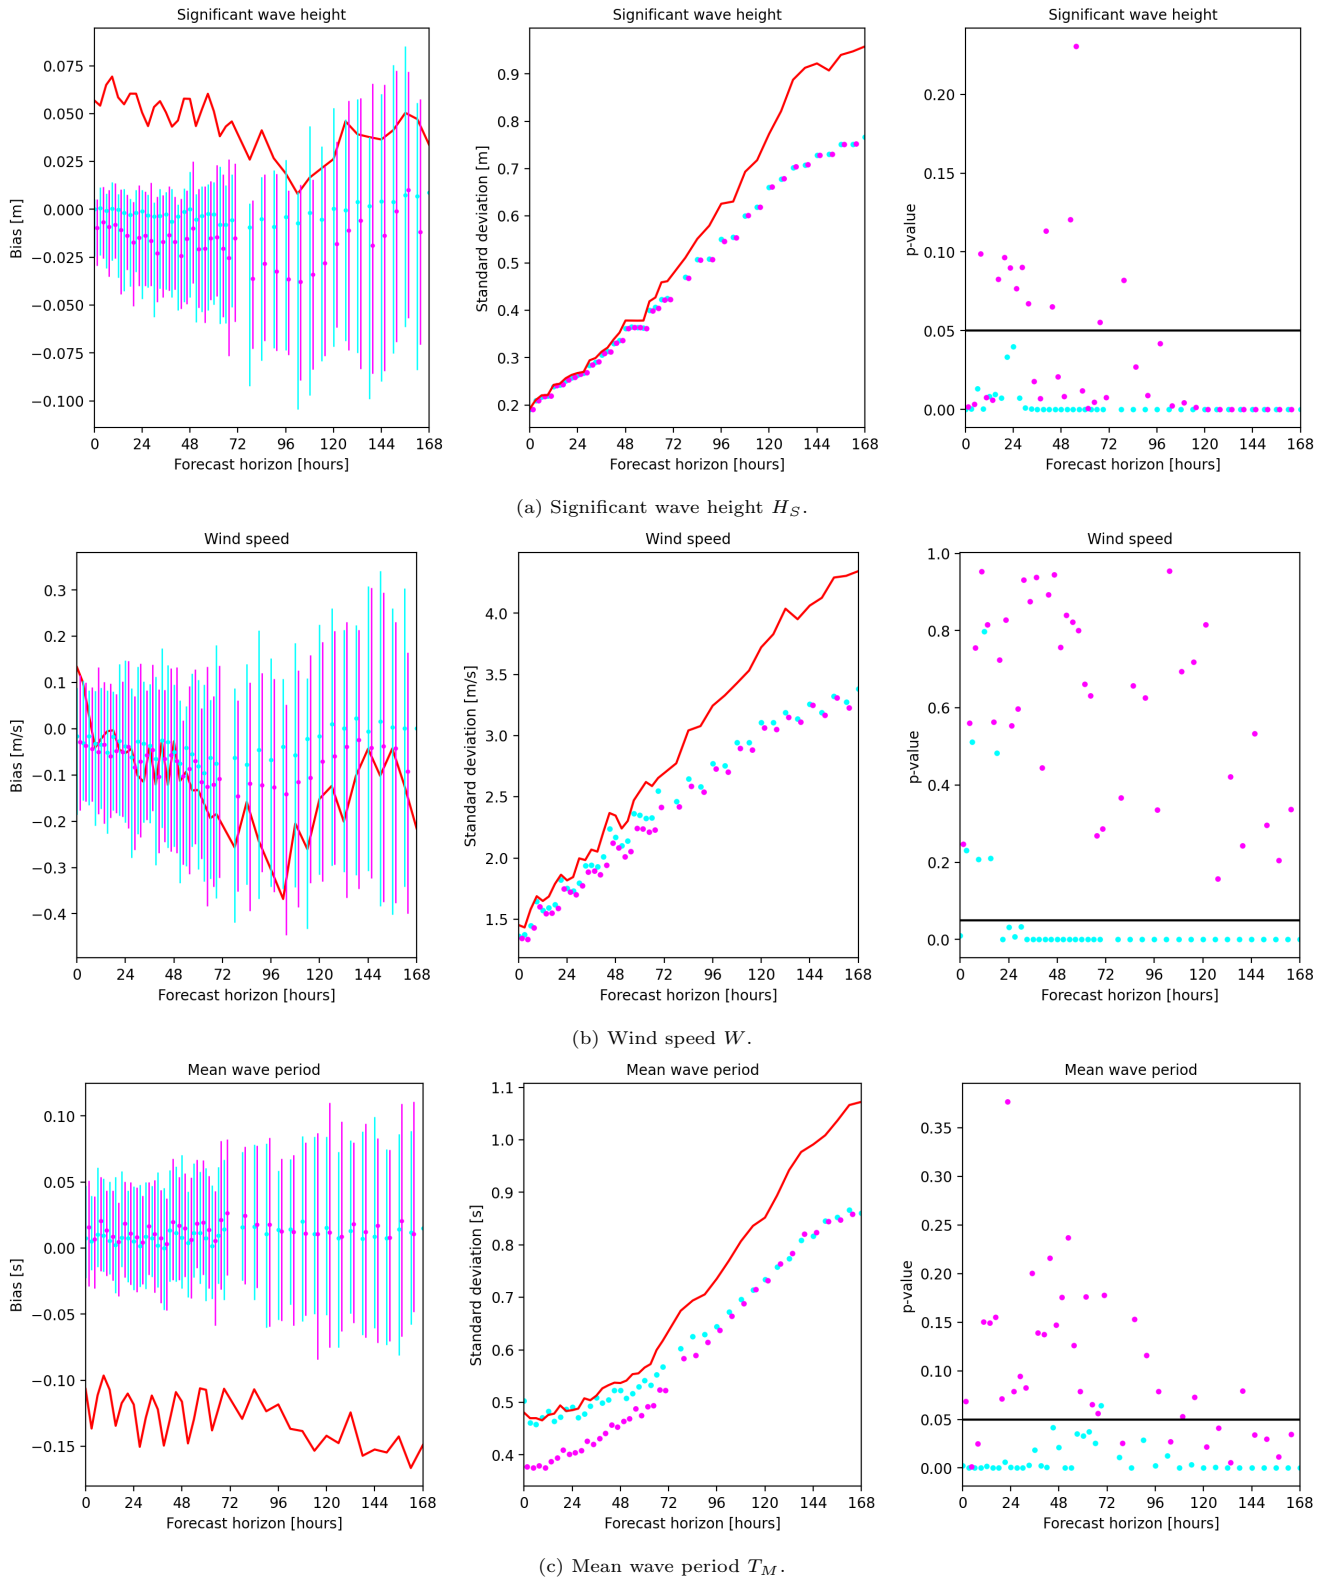 Significant wave height
Significant wave height
Significant wave height
Bias [m]
0.075
0.050
0.025
0.000
−0.025
−0.050
−0.075
−0.100
0 24 48 72 96 120 144 168
Forecast horizon [hours]
Standard deviation [m]
0.9
0.8
0.7
0.6
0.5
0.4
0.3
0.2
0 24 48 72 96 120 144 168
Forecast horizon [hours]
p-value
0.20
0.15
0.10
0.05
0.00
0 24 48 72 96 120 144 168
Forecast horizon [hours]
(a) Significant wave height H_S.
Wind speed
Wind speed
Wind speed
Bias [m/s]
0.3
0.2
0.1
0.0
−0.1
−0.2
−0.3
−0.4
0 24 48 72 96 120 144 168
Forecast horizon [hours]
Standard deviation [m/s]
4.0
3.5
3.0
2.5
2.0
1.5
0 24 48 72 96 120 144 168
Forecast horizon [hours]
p-value
1.0
0.8
0.6
0.4
0.2
0.0
0 24 48 72 96 120 144 168
Forecast horizon [hours]
(b) Wind speed W.
Mean wave period
Mean wave period
Mean wave period
Bias [s]
0.10
0.05
0.00
−0.05
−0.10
−0.15
0 24 48 72 96 120 144 168
Forecast horizon [hours]
Standard deviation [s]
1.1
1.0
0.9
0.8
0.7
0.6
0.5
0.4
0 24 48 72 96 120 144 168
Forecast horizon [hours]
p-value
0.35
0.30
0.25
0.20
0.15
0.10
0.05
0.00
0 24 48 72 96 120 144 168
Forecast horizon [hours]
(c) Mean wave period T_M.